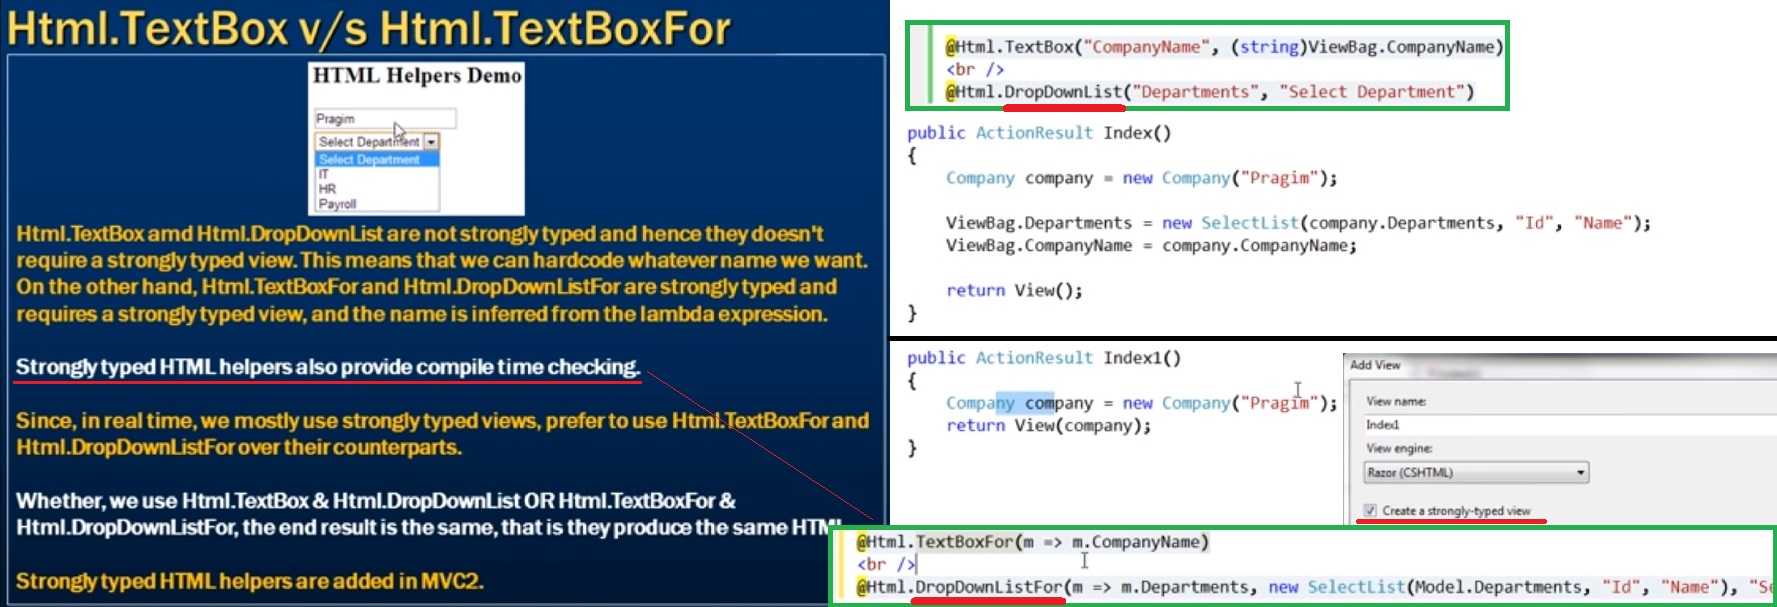 Html.TextBox v/s Html.TextBoxFor
HTML Helpers Demo
Pragim
Select Department
Select Department
IT
HR
Payroll
Html.TextBox amd Html.DropDownList are not strongly typed and hence they doesn't
require a strongly typed view. This means that we can hardcode whatever name we want.
On the other hand, Html.TextBoxFor and Html.DropDownListFor are strongly typed and
requires a strongly typed view, and the name is inferred from the lambda expression.
Strongly typed HTML helpers also provide compile time checking.
Since, in real time, we mostly use strongly typed views, prefer to use Html.TextBoxFor and
Html.DropDownListFor over their counterparts.
Whether, we use Html.TextBox & Html.DropDownList OR Html.TextBoxFor &
Html.DropDownListFor, the end result is the same, that is they produce the same HTML
Strongly typed HTML helpers are added in MVC2.
@Html.TextBox("CompanyName", (string)ViewBag.CompanyName)
<br />
@Html.DropDownList("Departments", "Select Department")
public ActionResult Index()
{
Company company = new Company("Pragim");
ViewBag.Departments = new SelectList(company.Departments, "Id", "Name");
ViewBag.CompanyName = company.CompanyName;
return View();
}
public ActionResult Index1()
{
Company company = new Company("Pragim");
return View(company);
}
Add View
View name:
Index1
View engine:
Razor (CSHTML)
Create a strongly-typed view
@Html.TextBoxFor(m => m.CompanyName)
<br />
@Html.DropDownListFor(m => m.Departments, new SelectList(Model.Departments, "Id", "Name"), "Se